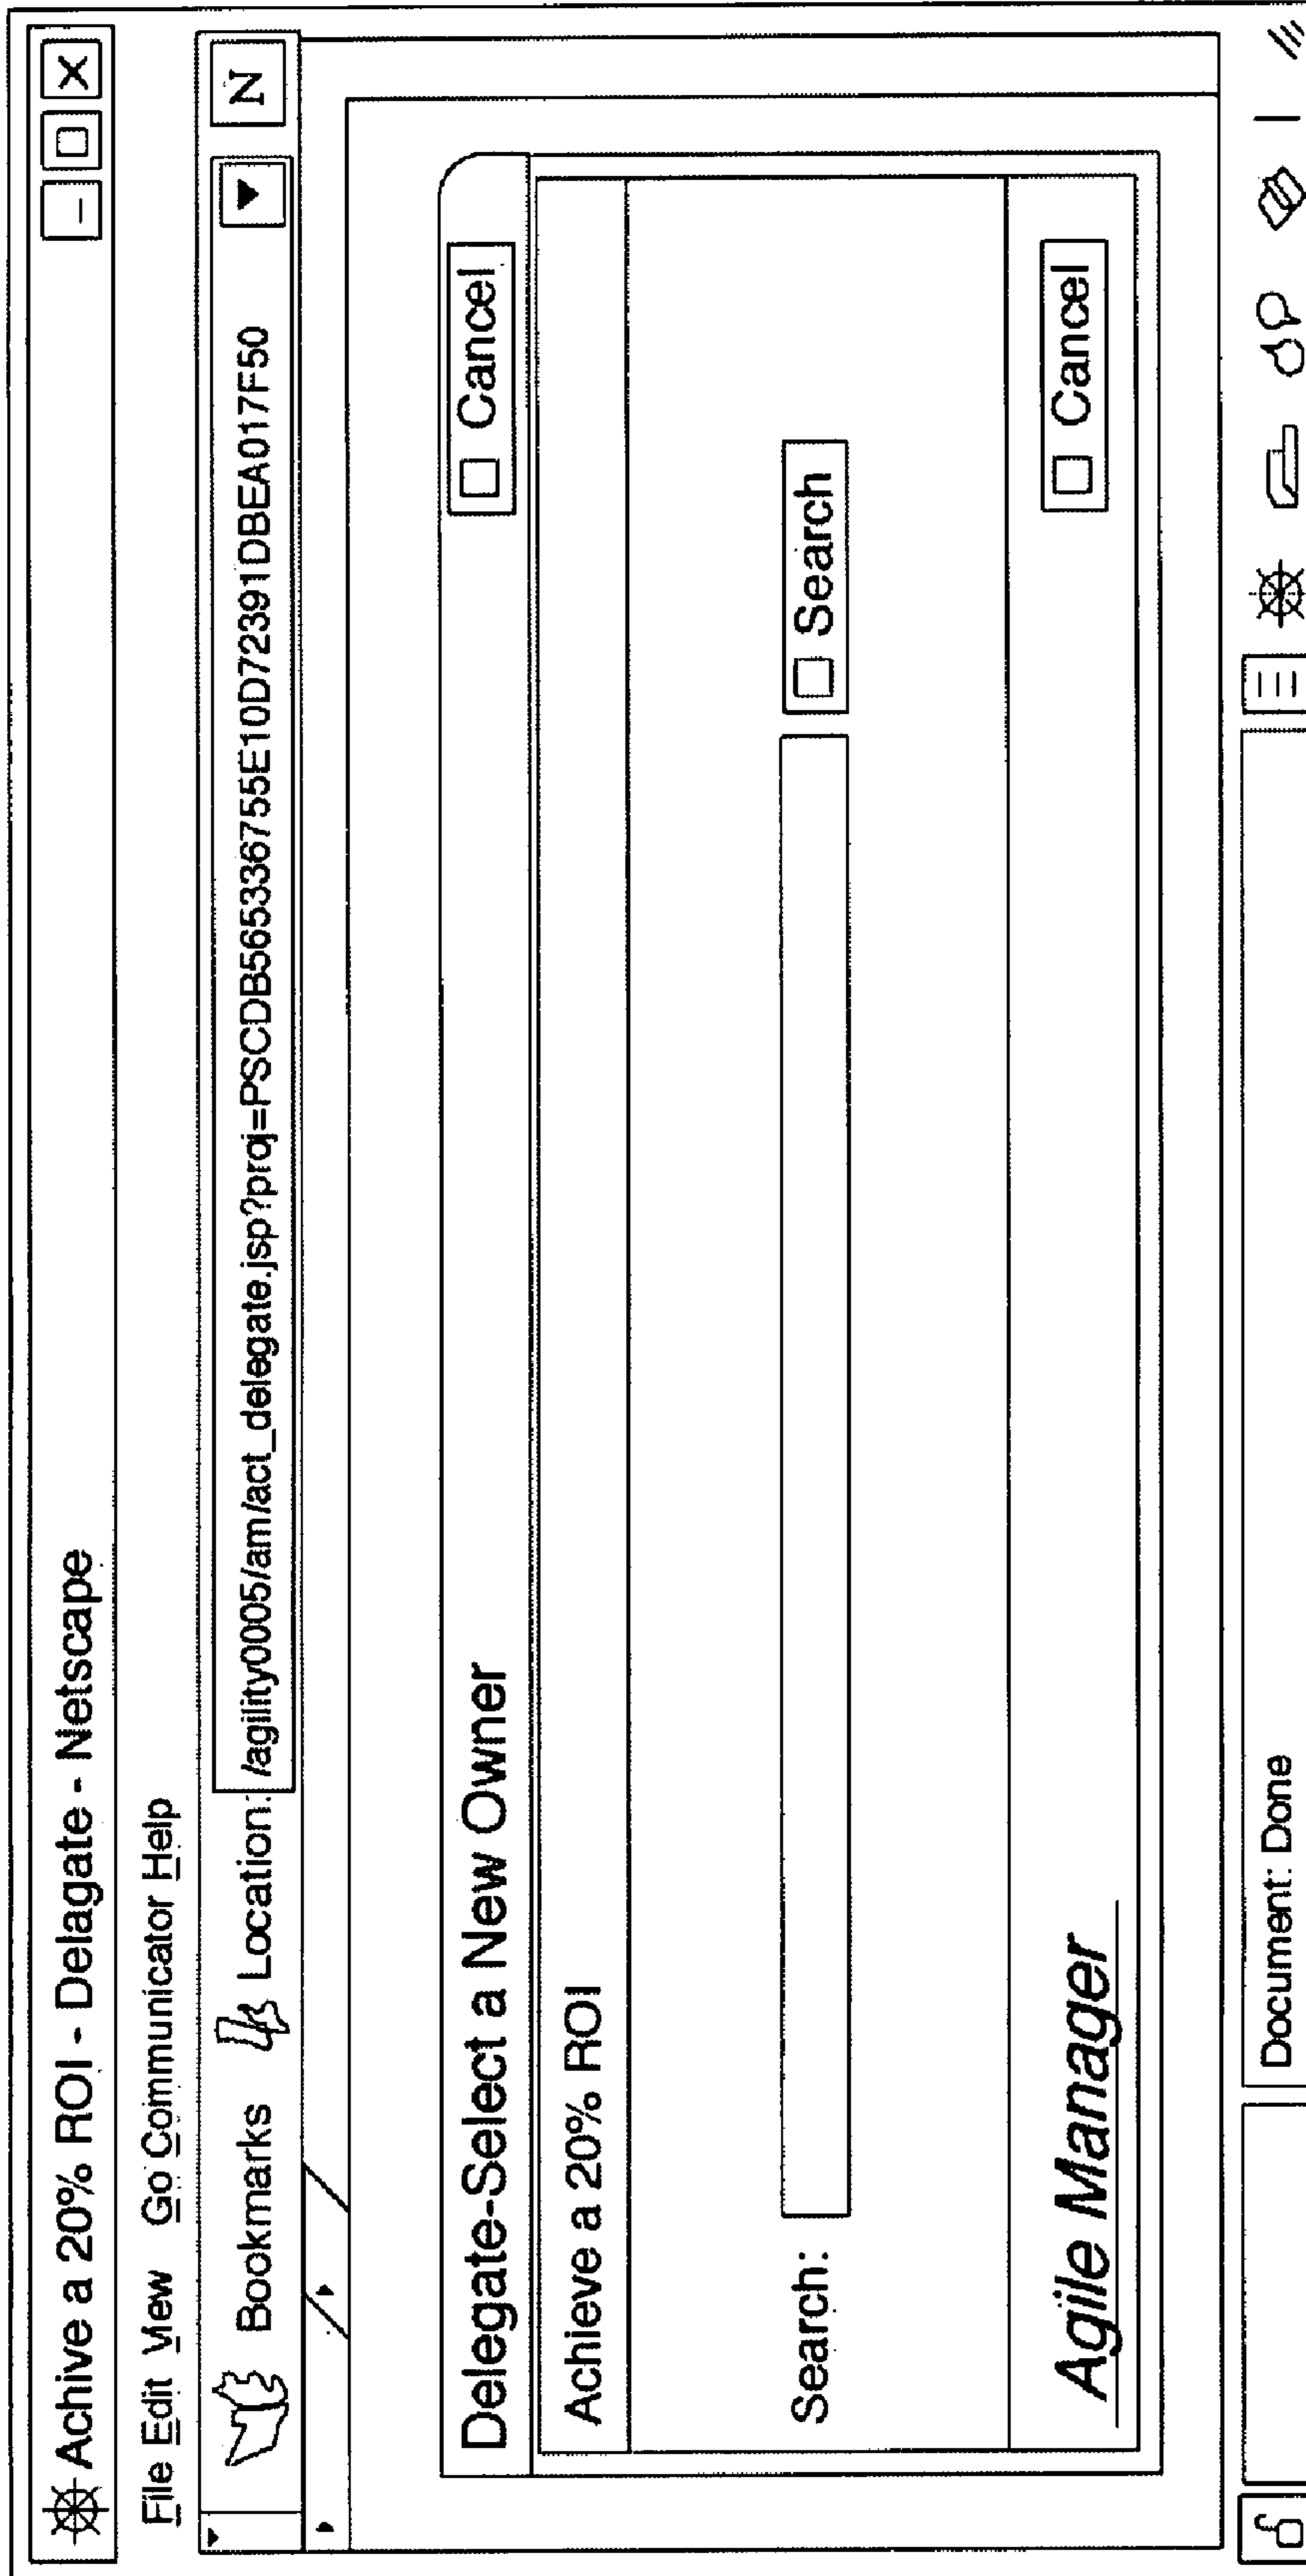 Achive a 20% ROI - Delagate - Netscape
File Edit View Go Communicator Help
Bookmarks Location: /agility0005/am/act_delegate.jsp?proj=PSCDB565336755E10D72391DBEA017F50 N
Delegate-Select a New Owner Cancel
Achieve a 20% ROI
Search: Search
Agile Manager Cancel
Document: Done